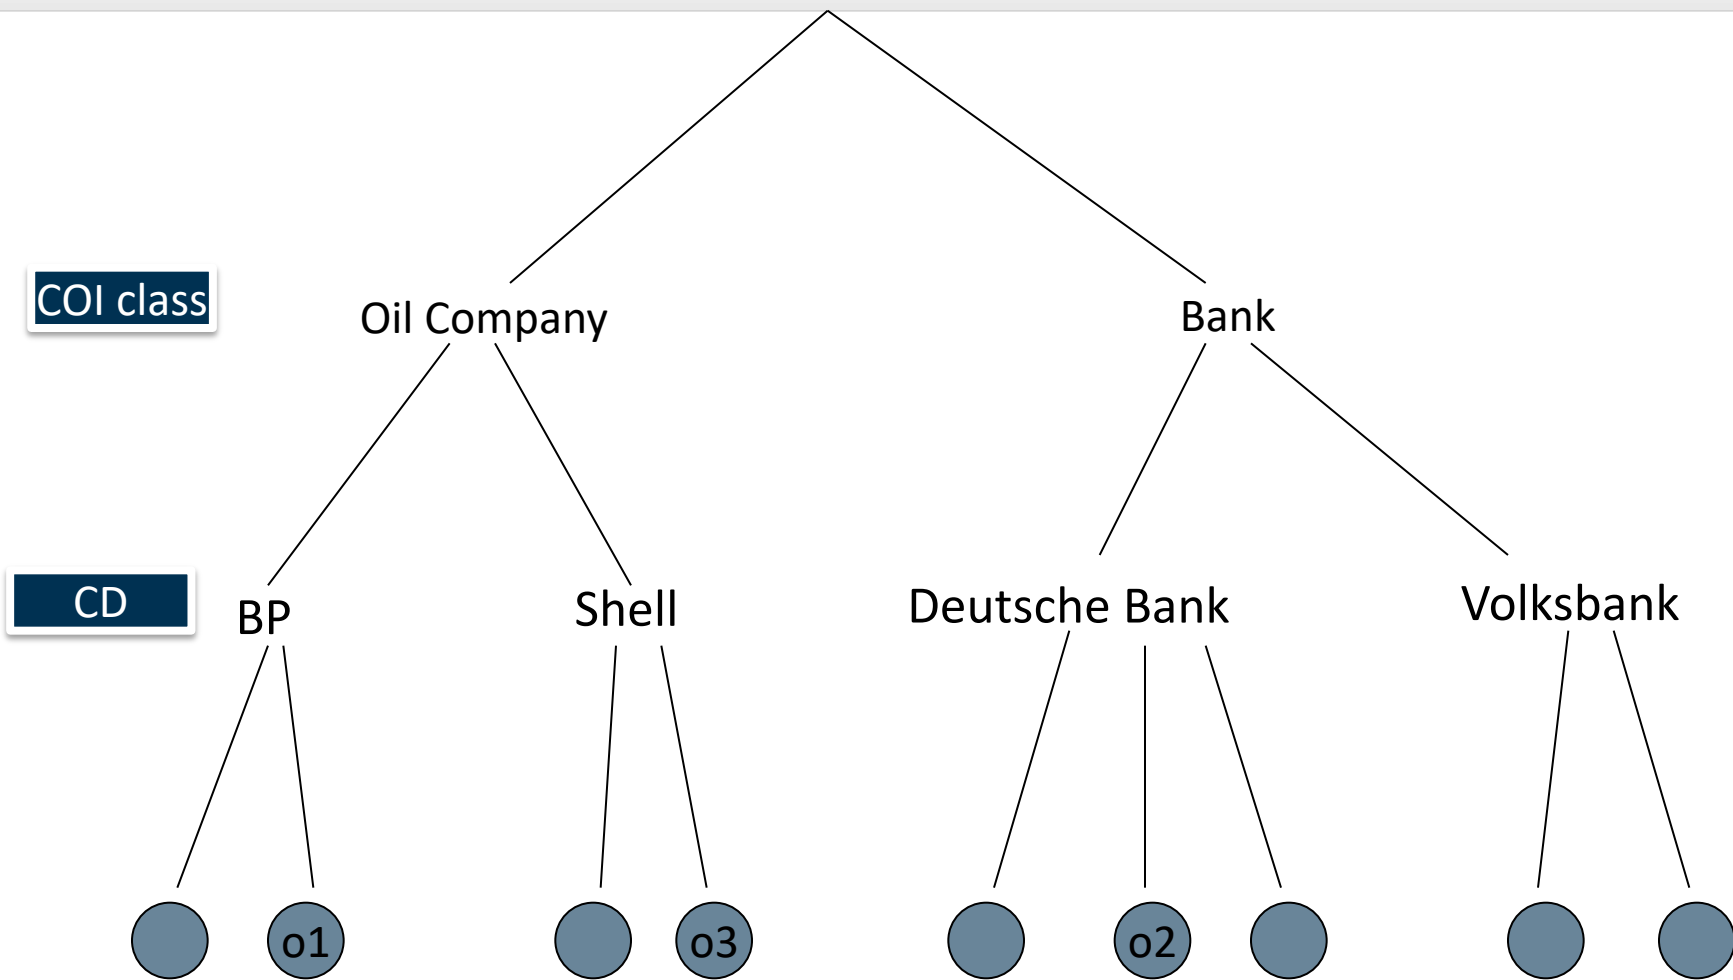 COI class
Oil Company
Bank
CD
BP
Shell
Deutsche Bank
Volksbank
o1
o3
o2